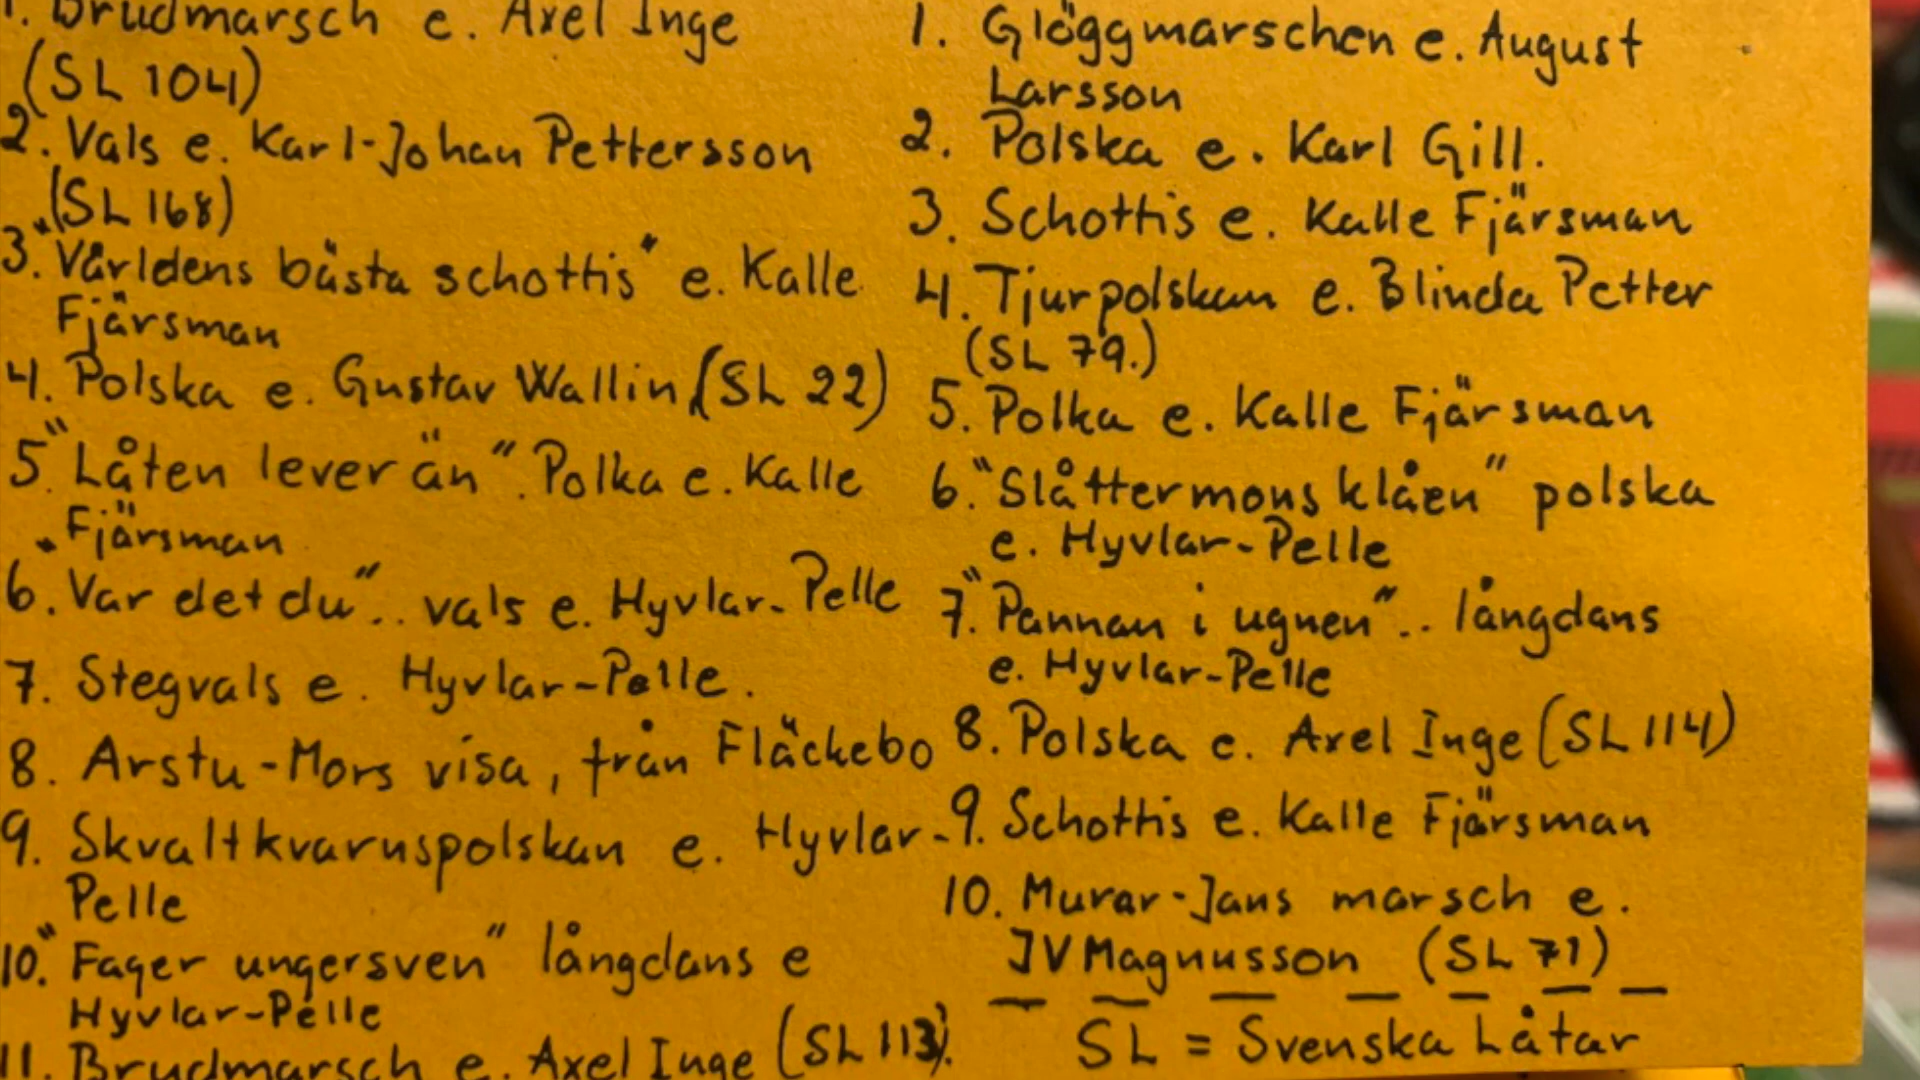 1. Brudmarsch e. Axel Inge
(SL 104)
2. Vals e. Karl-Johan Pettersson
(SL 168)
3. "Världens bästa schottis" e. Kalle
Fjärsman
4. Polska e. Gustav Wallin (SL 22)
5. "Låten lever än". Polka e. Kalle
Fjärsman
6. "Var det du".. vals e. Hyvlar-Pelle
7. Stegvals e. Hyvlar-Pelle.
8. Arstu-Mors visa, från Fläckebo
9. Skvaltkvarnspolskan e. Hyvlar-
Pelle
10. "Fager ungersven" långdans e
Hyvlar-Pelle
11. Brudmarsch e. Axel Inge (SL 113).
1. Glöggmarschen e. August
Larsson
2. Polska e. Karl Gill.
3. Schottis e. Kalle Fjärsman
4. Tjurpolskan e. Blinda Petter
(SL 79.)
5. Polka e. Kalle Fjärsman
6. "Slåttermons klåen" polska
e. Hyvlar-Pelle
7. "Pannan i ugnen".. långdans
e. Hyvlar-Pelle
8. Polska e. Axel Inge (SL 114)
9. Schottis e. Kalle Fjärsman
10. Murar-Jans marsch e.
JV Magnusson (SL 71)
SL = Svenska Låtar